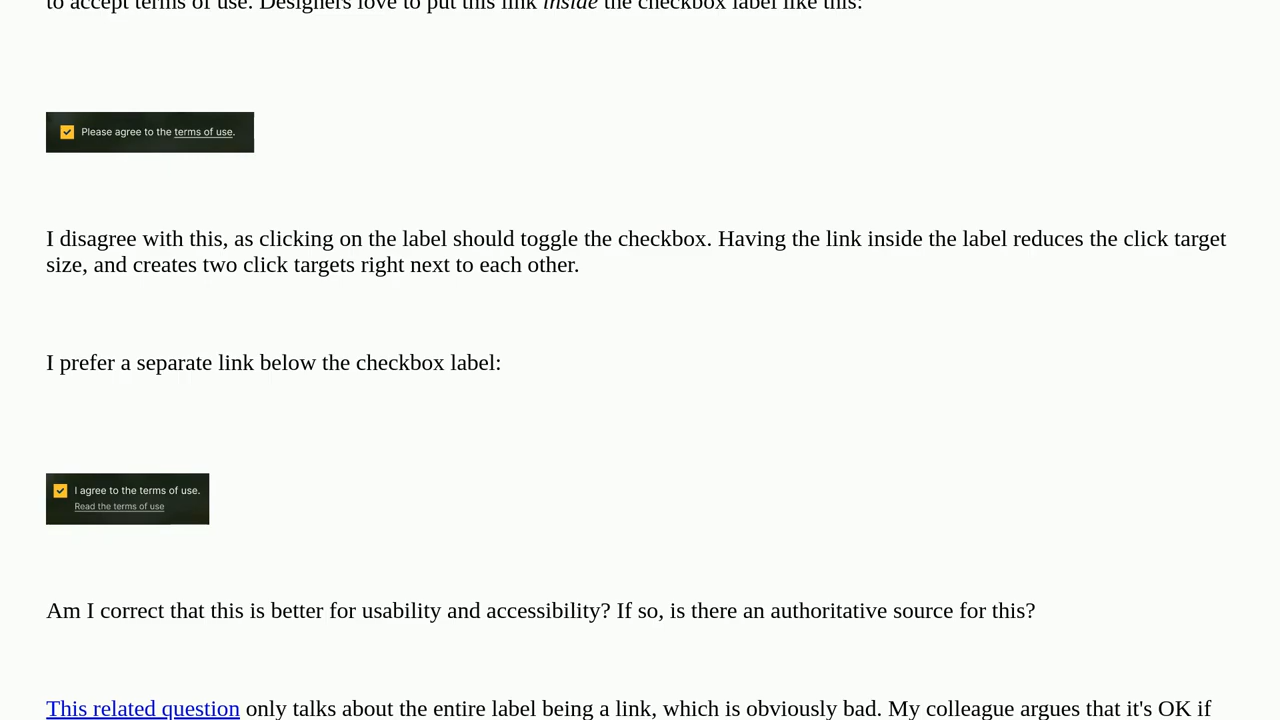 to accept terms of use. Designers love to put this link inside the checkbox label like this:
Please agree to the terms of use.
I disagree with this, as clicking on the label should toggle the checkbox. Having the link inside the label reduces the click target
size, and creates two click targets right next to each other.
I prefer a separate link below the checkbox label:
I agree to the terms of use.
Read the terms of use
Am I correct that this is better for usability and accessibility? If so, is there an authoritative source for this?
This related question only talks about the entire label being a link, which is obviously bad. My colleague argues that it's OK if